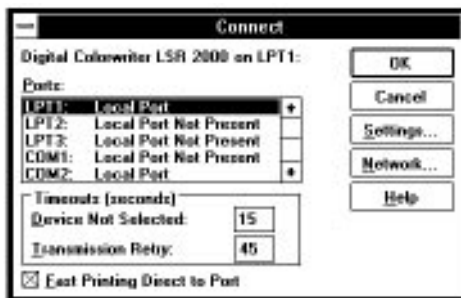 Connect
Digital Colorwriter LSR 2000 on LPT1:
Ports:
LPT1: Local Port
LPT2: Local Port Not Present
LPT3: Local Port Not Present
COM1: Local Port Not Present
COM2: Local Port
Timeouts (seconds)
Device Not Selected: 15
Transmission Retry: 45
Fast Printing Direct to Port
OK
Cancel
Settings...
Network...
Help